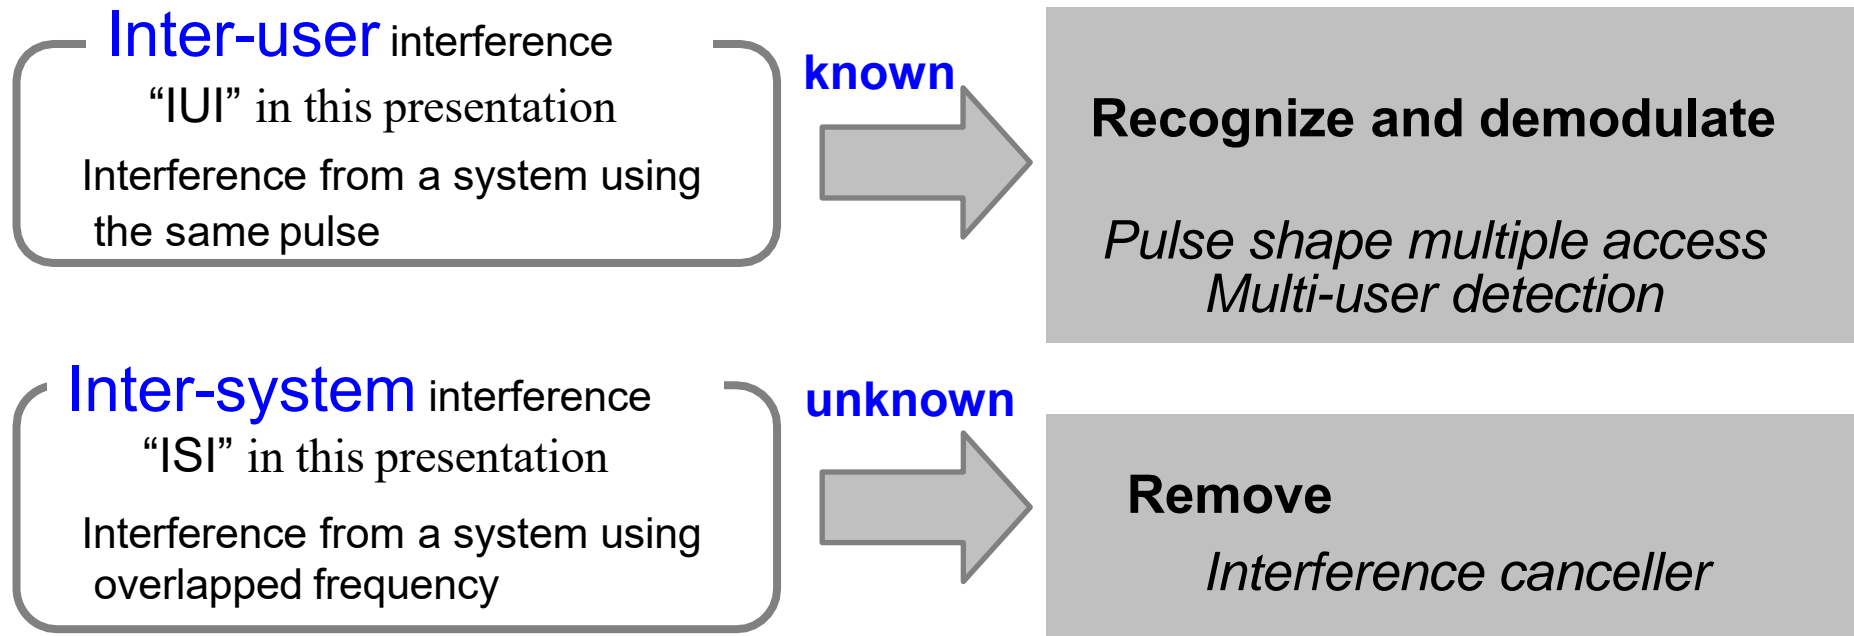 Inter-user interference
“IUI” in this presentation
Interference from a system using
the same pulse
known
Recognize and demodulate
Pulse shape multiple access
Multi-user detection
Inter-system interference
“ISI” in this presentation
Interference from a system using
overlapped frequency
unknown
Remove
Interference canceller